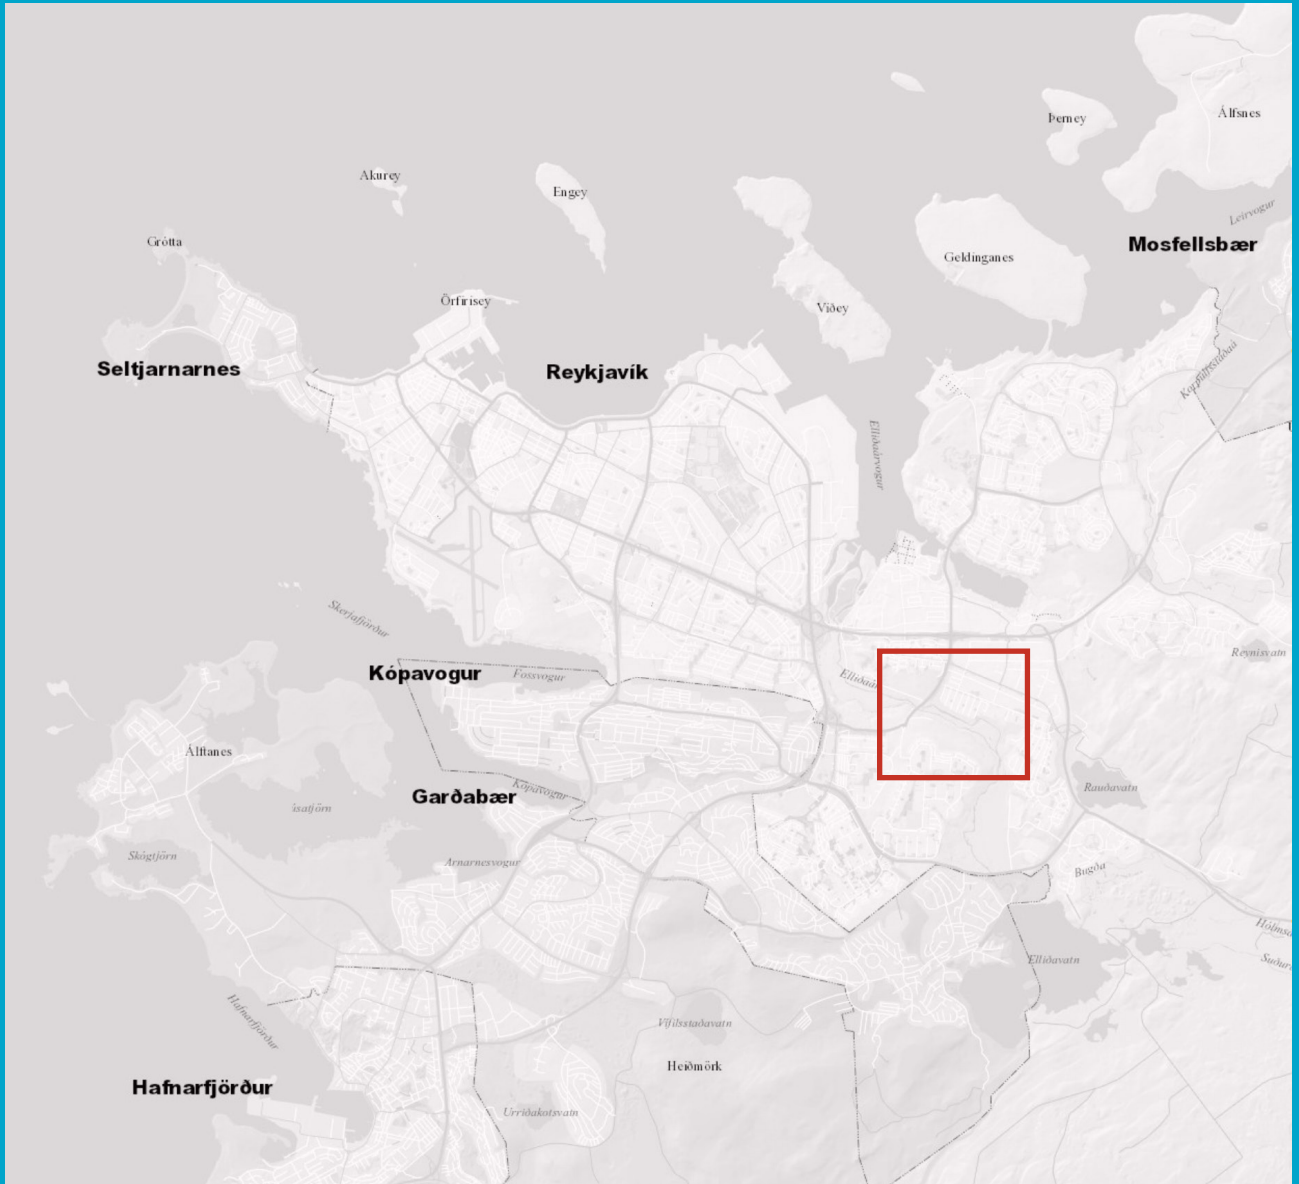 Þerney
Álfsnes
Akurey
Engey
Leirvogur
Grótta
Mosfellsbær
Geldinganes
Örfirisey
Viðey
Seltjarnarnes
Reykjavík
Korpúlfsstaðaá
Elliðaárvogur
Skerjafjörður
Reynisvatn
Kópavogur
Fossvogur
Elliðaár
Álftanes
Rauðavatn
Garðabær
Kópavogur
Skógtjörn
Arnarnesvogur
Bugða
Elliðavatn
Hafnarfjörður
Vífilsstaðavatn
Heiðmörk
Hafnarfjörður
Urriðakotsvatn